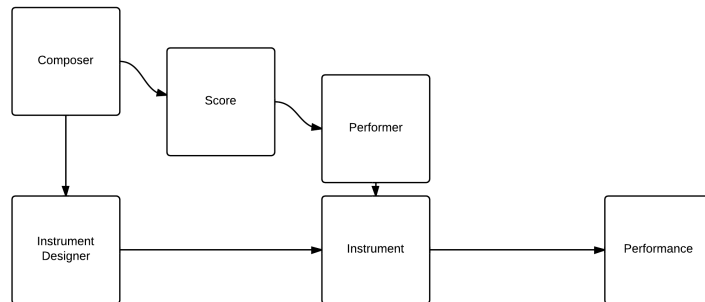 Composer
Score
Performer
Instrument
Designer
Instrument
Performance